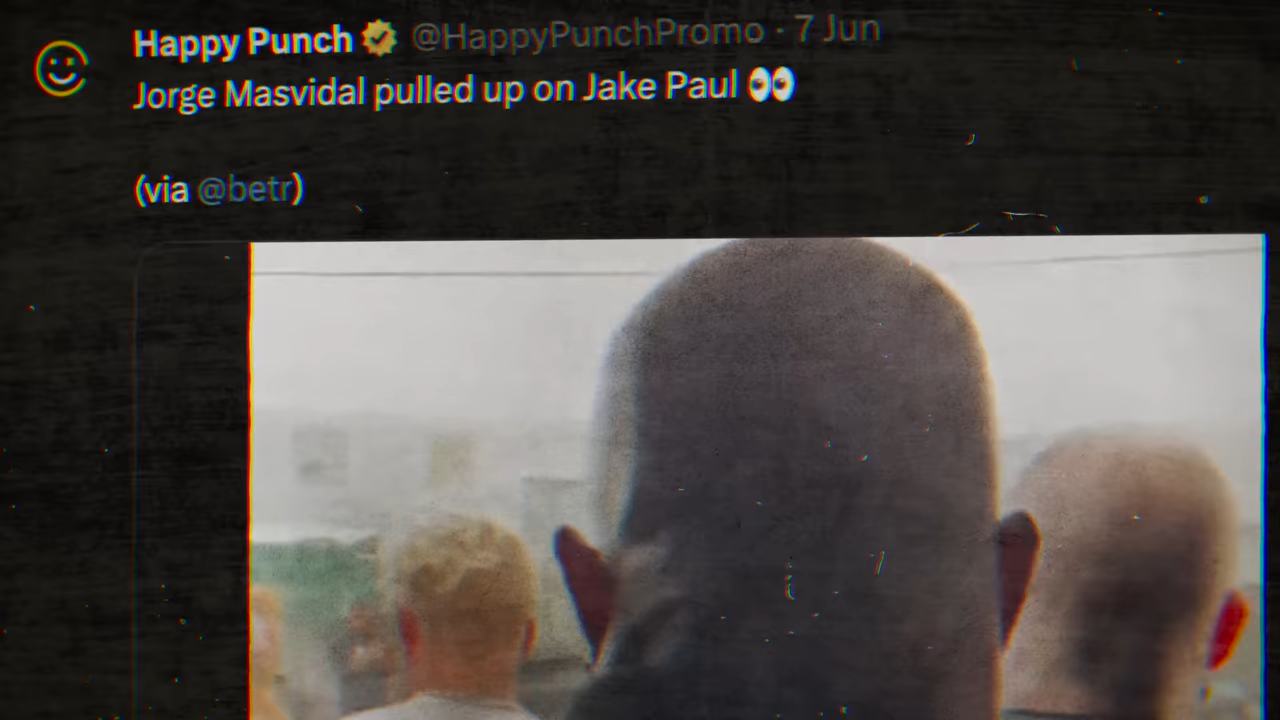 Happy Punch @HappyPunchPromo · 7 Jun
Jorge Masvidal pulled up on Jake Paul 👀
(via @betr)